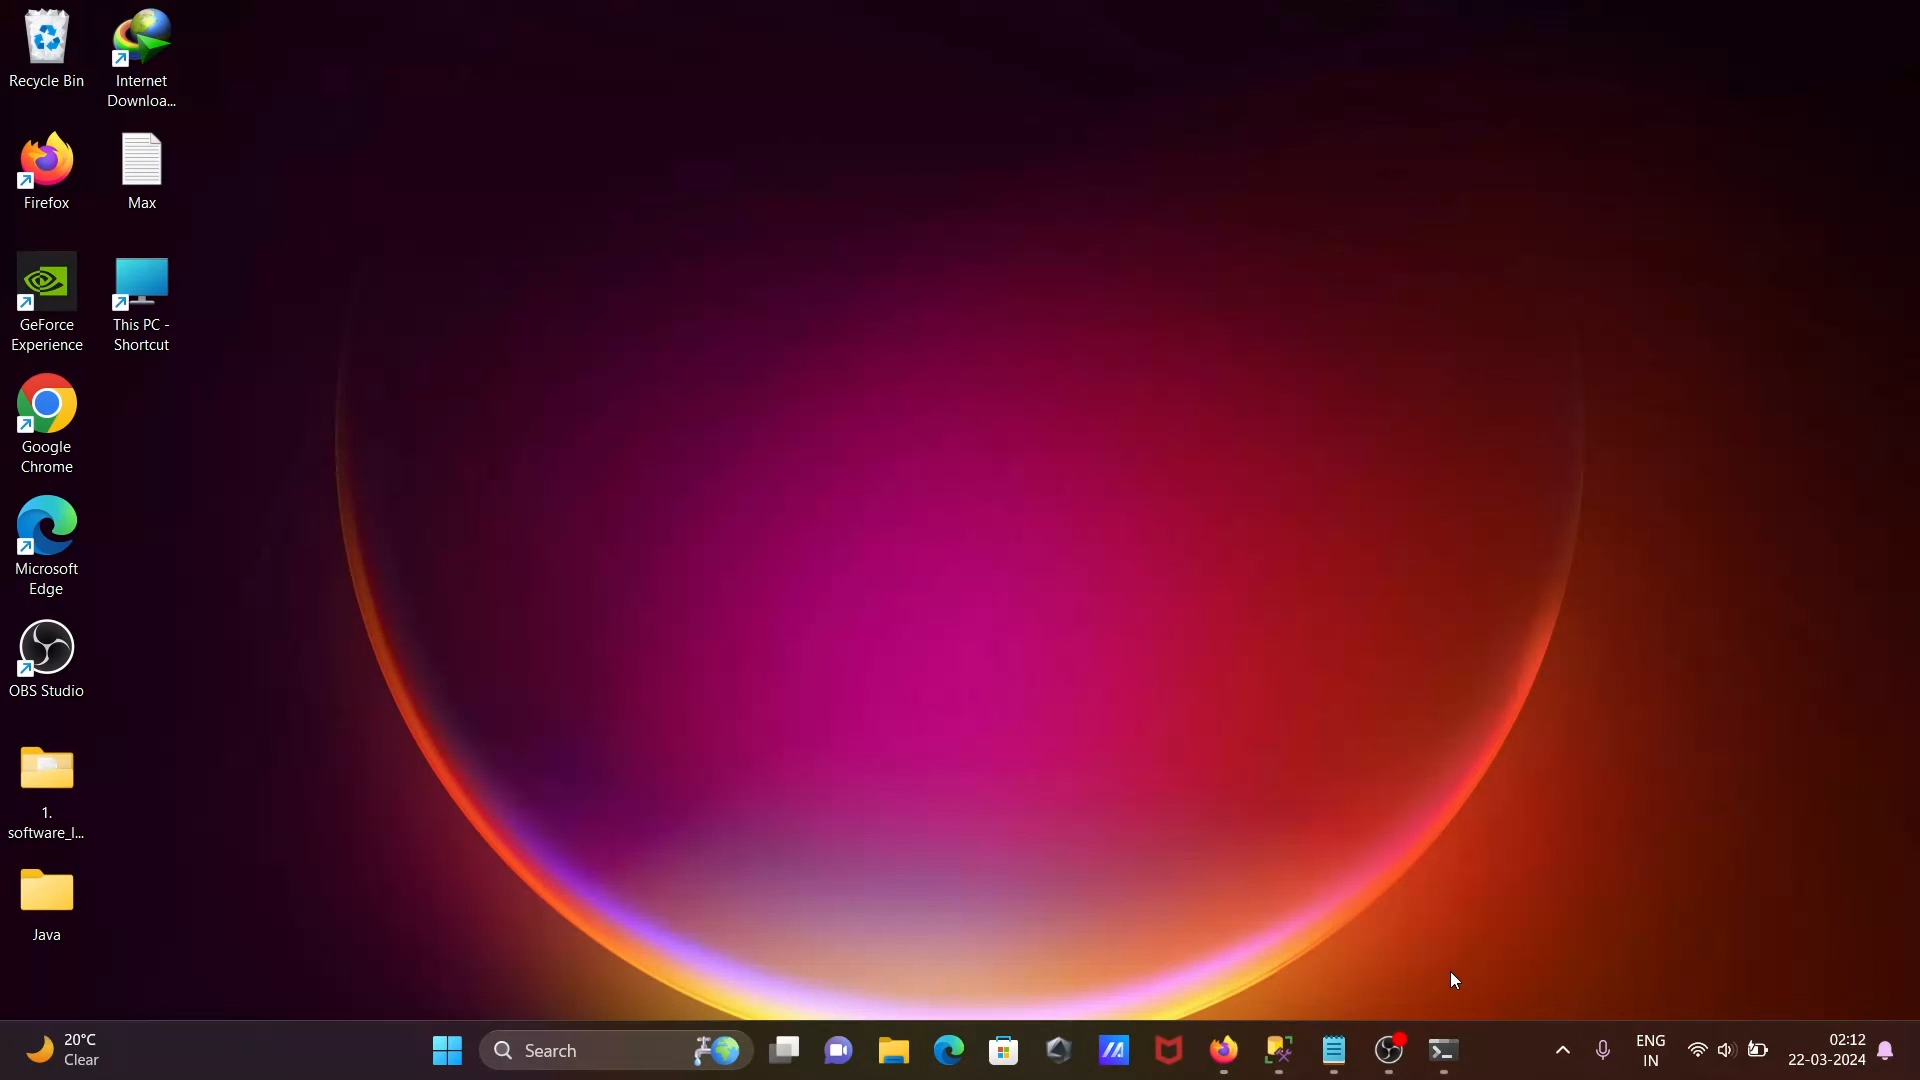 Recycle Bin
Internet
Downloa...
Firefox
Max
GeForce
Experience
This PC -
Shortcut
Google
Chrome
Microsoft
Edge
OBS Studio
1.
software_l...
Java
20°C
Clear
Search
ENG
IN
02:12
22-03-2024